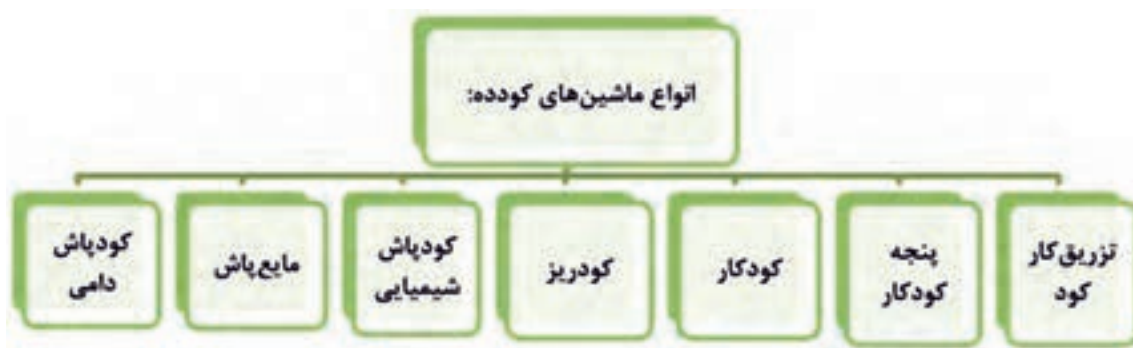 انواع ماشین‌های کودده:
تزریق‌کار
کود
پنجه
کودکار
کودکار
کودریز
کودپاش
شیمیایی
مایع‌پاش
کودپاش
دامی